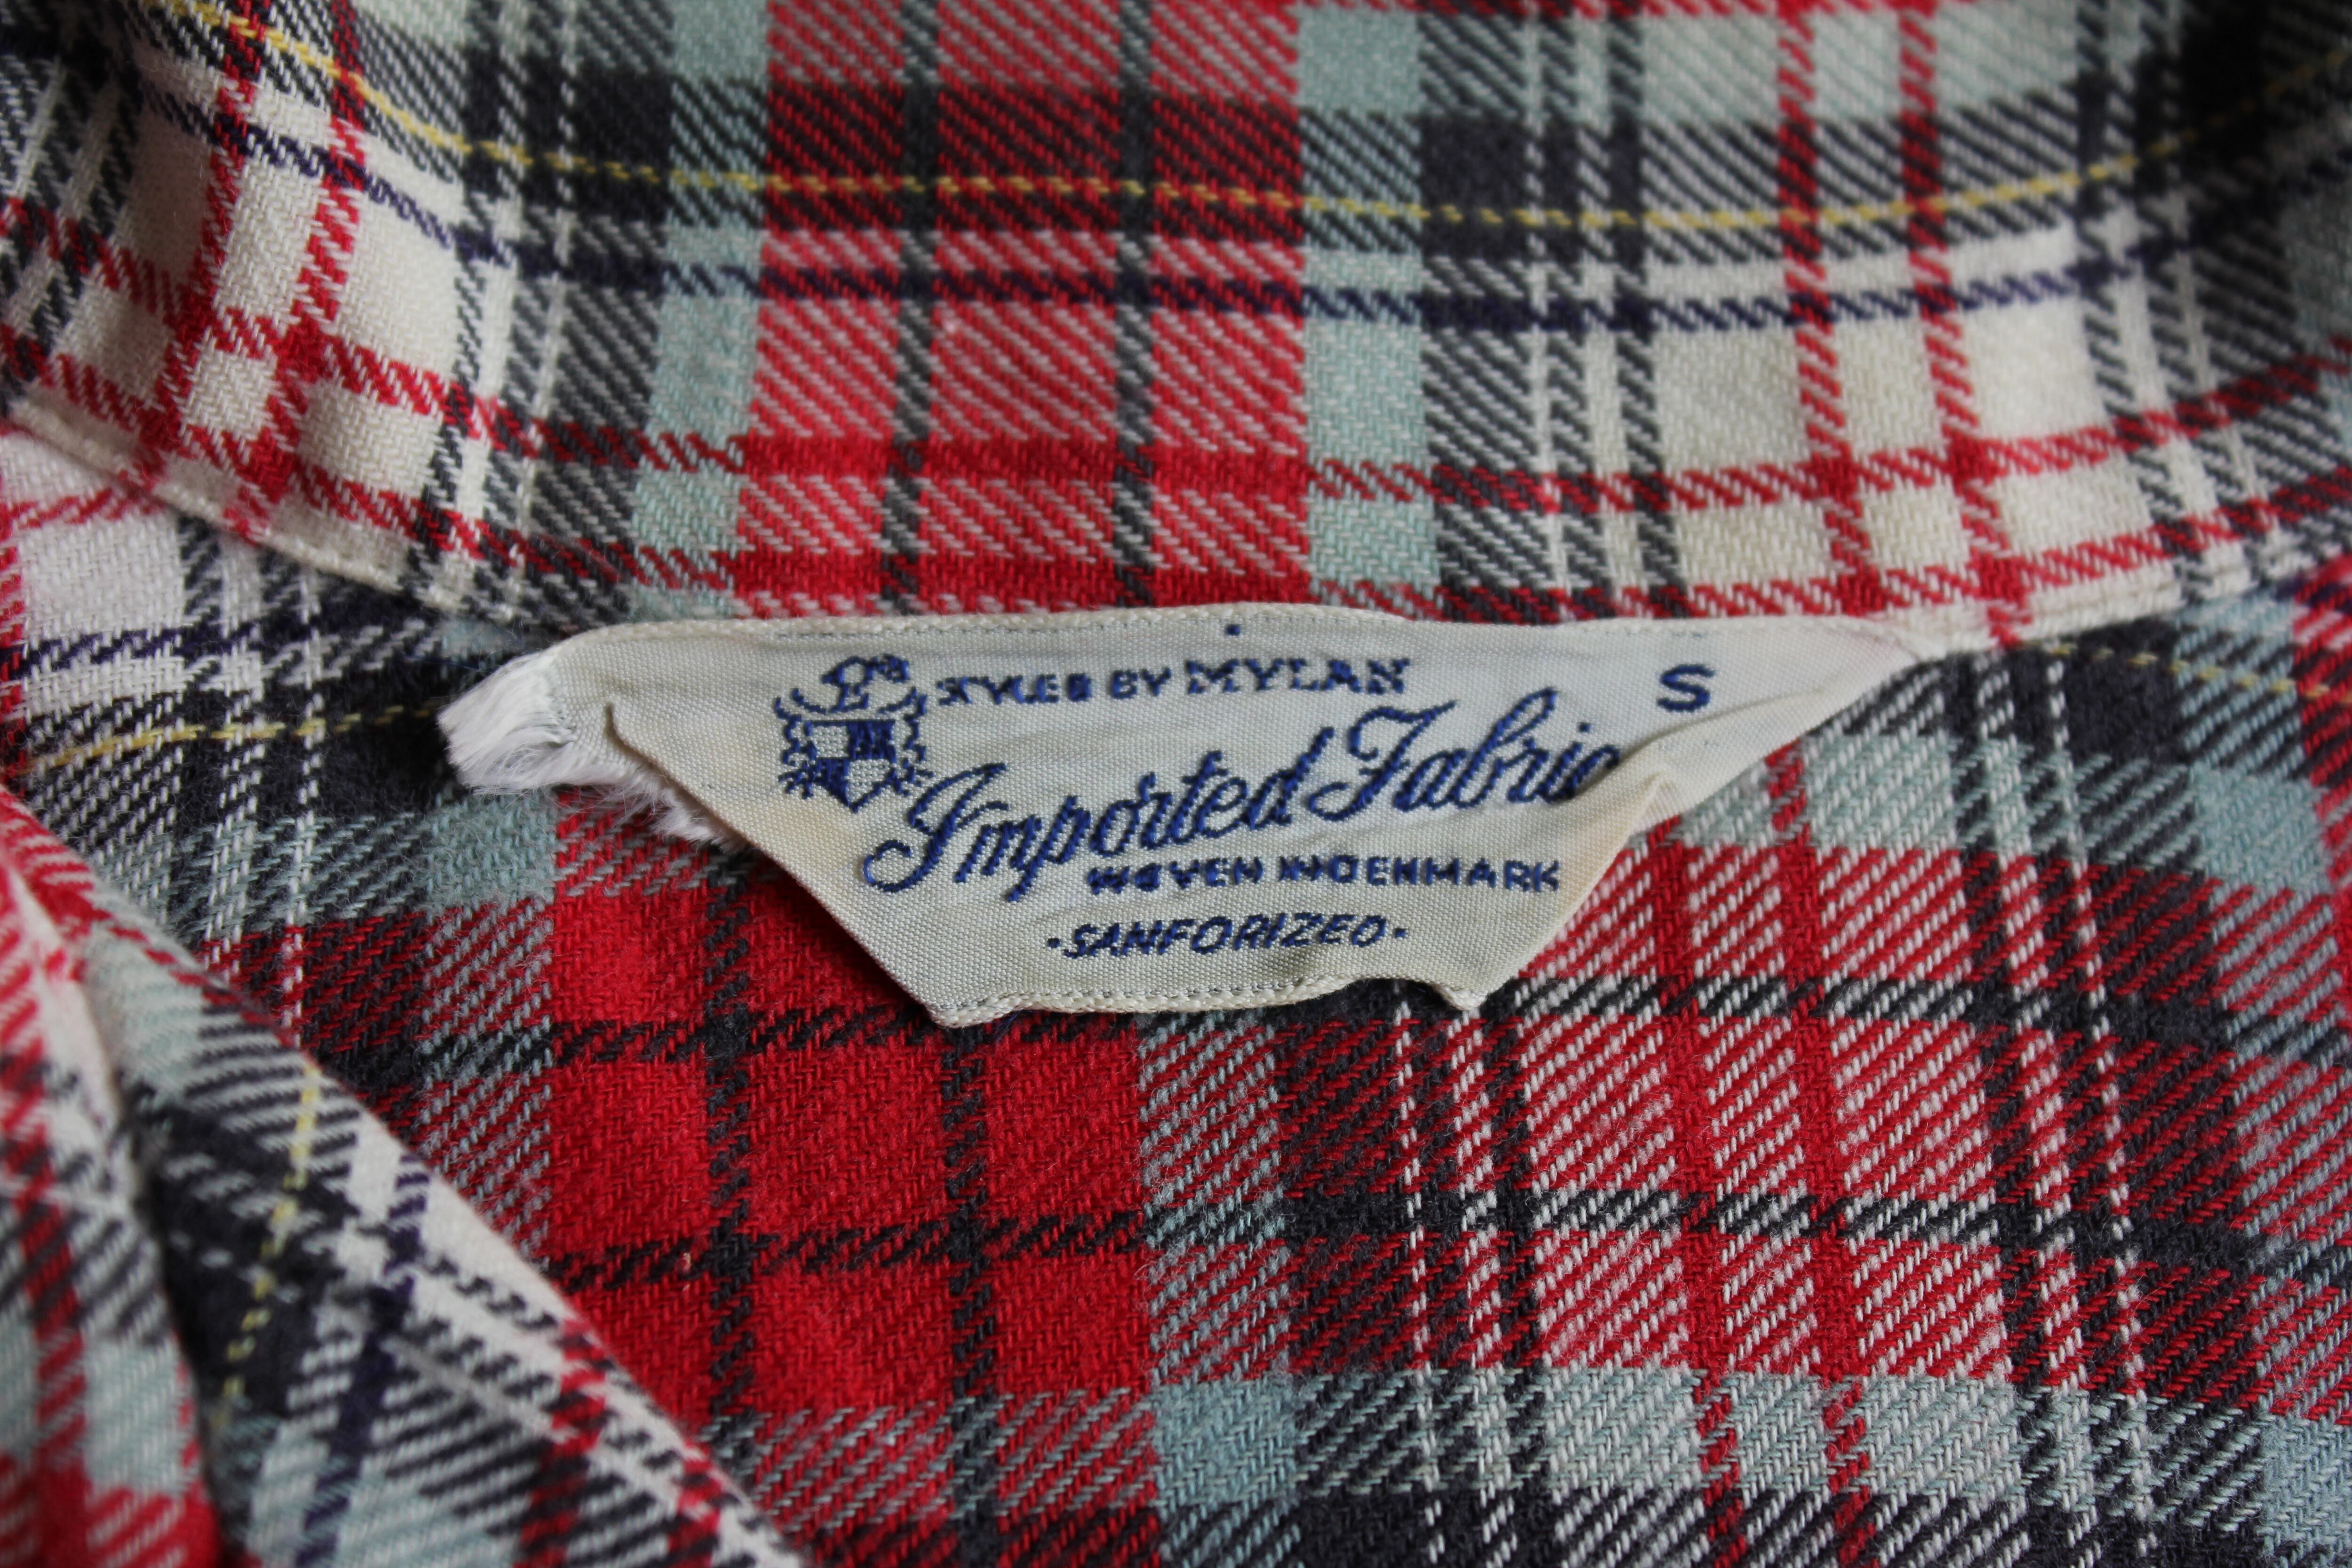 STYLES BY MYLAN
S
Imported Fabric
WOVEN IN DENMARK
·SANFORIZED·